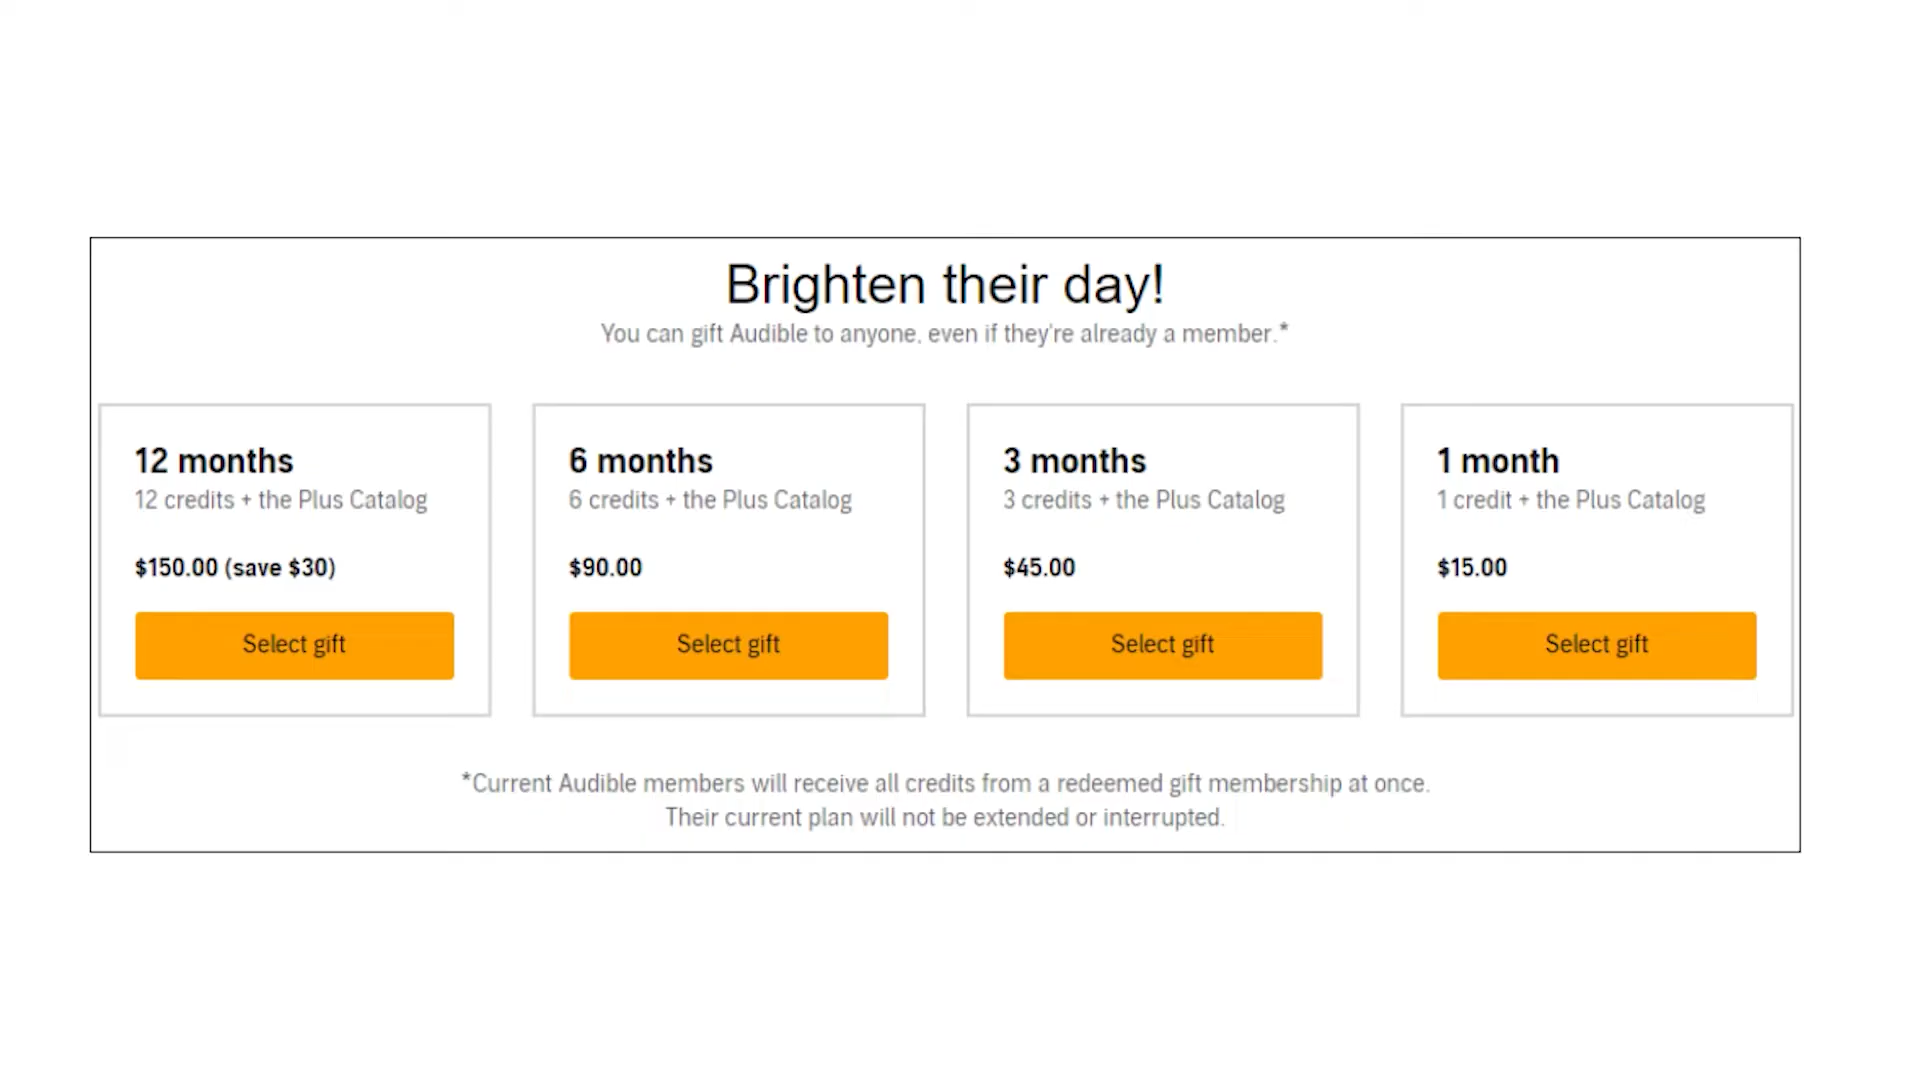 Brighten their day!
You can gift Audible to anyone, even if they're already a member.*
12 months
12 credits + the Plus Catalog
$150.00 (save $30)
Select gift
6 months
6 credits + the Plus Catalog
$90.00
Select gift
3 months
3 credits + the Plus Catalog
$45.00
Select gift
1 month
1 credit + the Plus Catalog
$15.00
Select gift
*Current Audible members will receive all credits from a redeemed gift membership at once.
Their current plan will not be extended or interrupted.